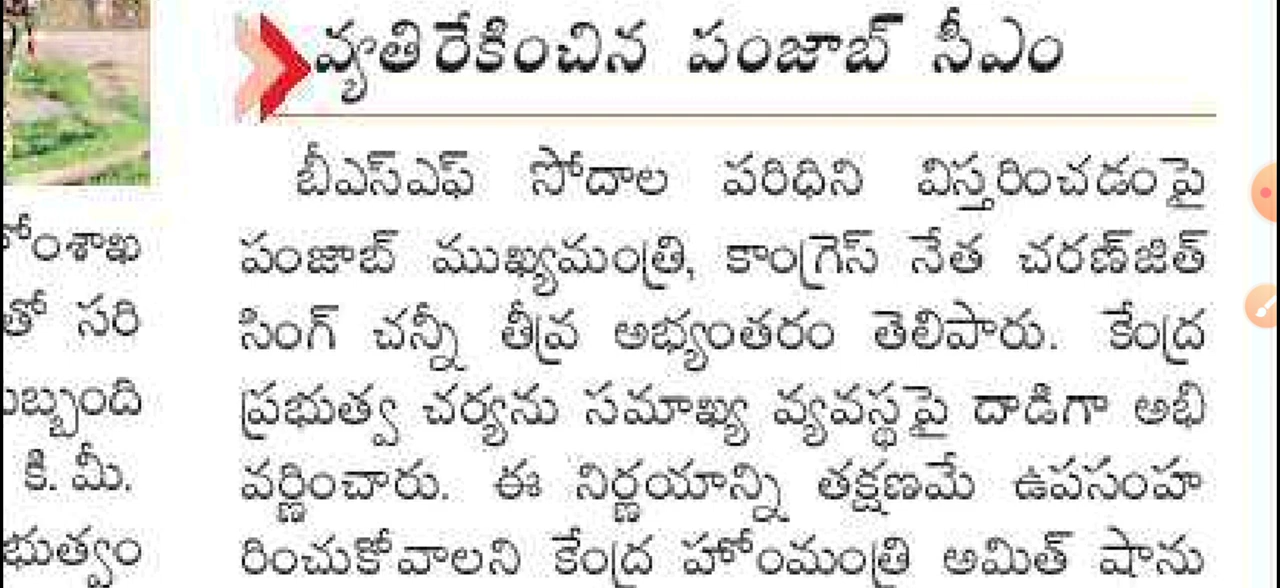 వ్యతిరేకించిన పంజాబ్ సీఎం
బీఎస్ఎఫ్ సోదాల పరిధిని విస్తరించడంపై
పంజాబ్ ముఖ్యమంత్రి, కాంగ్రెస్ నేత చరణ్‌జిత్
సింగ్ చన్నీ తీవ్ర అభ్యంతరం తెలిపారు. కేంద్ర
ప్రభుత్వ చర్యను సమాఖ్య వ్యవస్థపై దాడిగా అభి
వర్ణించారు. ఈ నిర్ణయాన్ని తక్షణమే ఉపసంహ
రించుకోవాలని కేంద్ర హోంమంత్రి అమిత్ షాను
సరి
కి. మీ.